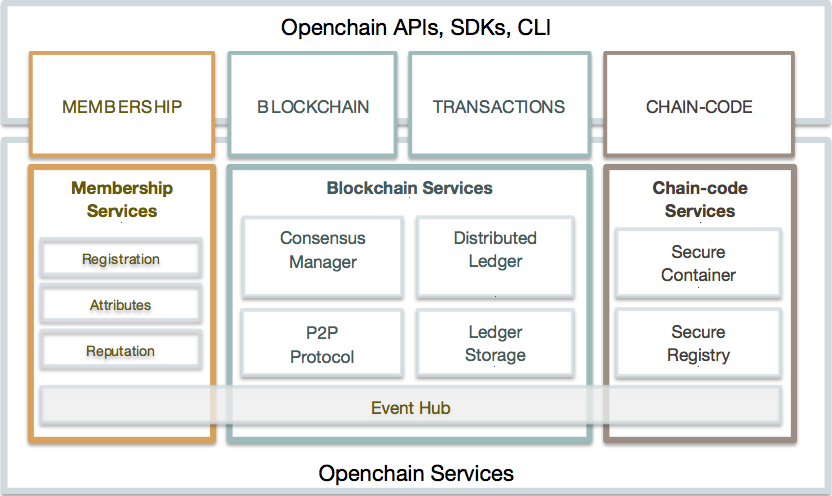 Openchain APIs, SDKs, CLI
MEMBERSHIP
BLOCKCHAIN
TRANSACTIONS
CHAIN-CODE
Membership
Services
Registration
Attributes
Reputation
Blockchain Services
Consensus
Manager
Distributed
Ledger
P2P
Protocol
Ledger
Storage
Chain-code
Services
Secure
Container
Secure
Registry
Event Hub
Openchain Services